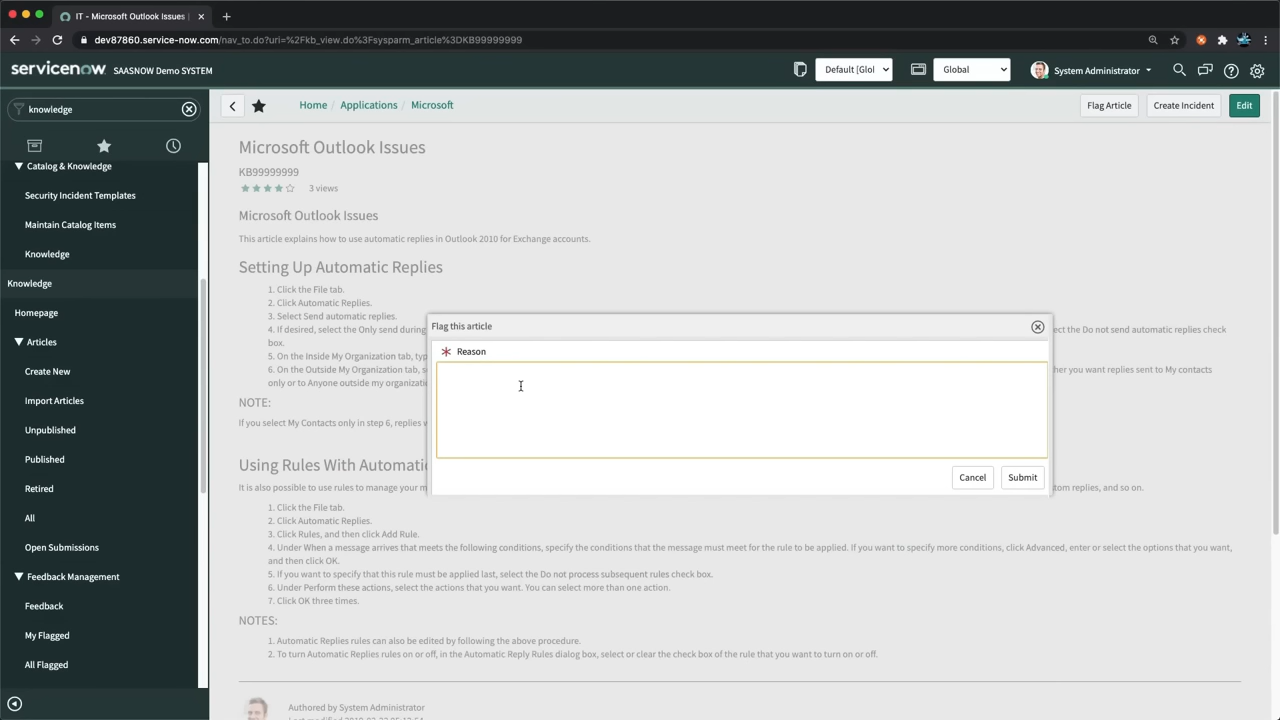 IT - Microsoft Outlook Issues |
dev87860.service-now.com/nav_to.do?uri=%2Fkb_view.do%3Fsysparm_article%3DKB99999999
servicenow SAASNOW Demo SYSTEM
Default [Glol
Global
System Administrator
knowledge
Catalog & Knowledge
Security Incident Templates
Maintain Catalog Items
Knowledge
Knowledge
Homepage
Articles
Create New
Import Articles
Unpublished
Published
Retired
All
Open Submissions
Feedback Management
Feedback
My Flagged
All Flagged
Home / Applications / Microsoft
Flag Article
Create Incident
Edit
Microsoft Outlook Issues
KB99999999
3 views
Microsoft Outlook Issues
This article explains how to use automatic replies in Outlook 2010 for Exchange accounts.
Setting Up Automatic Replies
1. Click the File tab.
2. Click Automatic Replies.
3. Select Send automatic replies.
4. If desired, select the Only send during ect the Do not send automatic replies check
box.
5. On the Inside My Organization tab, typ
6. On the Outside My Organization tab, s her you want replies sent to My contacts
only or to Anyone outside my organizati
NOTE:
If you select My Contacts only in step 6, replies
Flag this article
Reason
Cancel
Submit
Using Rules With Automati
It is also possible to use rules to manage your m tom replies, and so on.
1. Click the File tab.
2. Click Automatic Replies.
3. Click Rules, and then click Add Rule.
4. Under When a message arrives that meets the following conditions, specify the conditions that the message must meet for the rule to be applied. If you want to specify more conditions, click Advanced, enter or select the options that you want,
and then click OK.
5. If you want to specify that this rule must be applied last, select the Do not process subsequent rules check box.
6. Under Perform these actions, select the actions that you want. You can select more than one action.
7. Click OK three times.
NOTES:
1. Automatic Replies rules can also be edited by following the above procedure.
2. To turn Automatic Replies rules on or off, in the Automatic Reply Rules dialog box, select or clear the check box of the rule that you want to turn on or off.
Authored by System Administrator